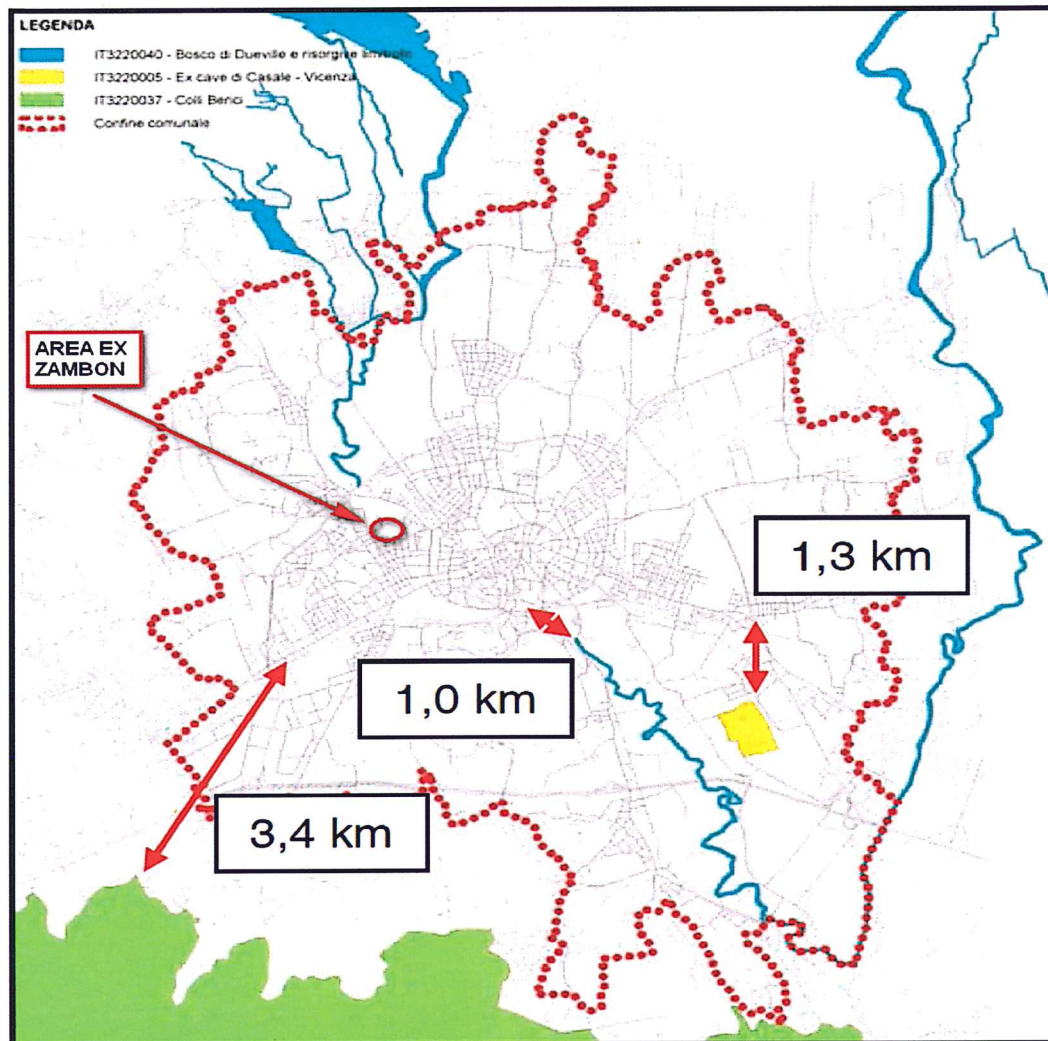 LEGENDA
IT3220040 - Bosco di Dueville e risorgive limitrofe
IT3220005 - Ex cave di Casale - Vicenza
IT3220037 - Colli Berici
Confine comunale
AREA EX
ZAMBON
1,3 km
1,0 km
3,4 km